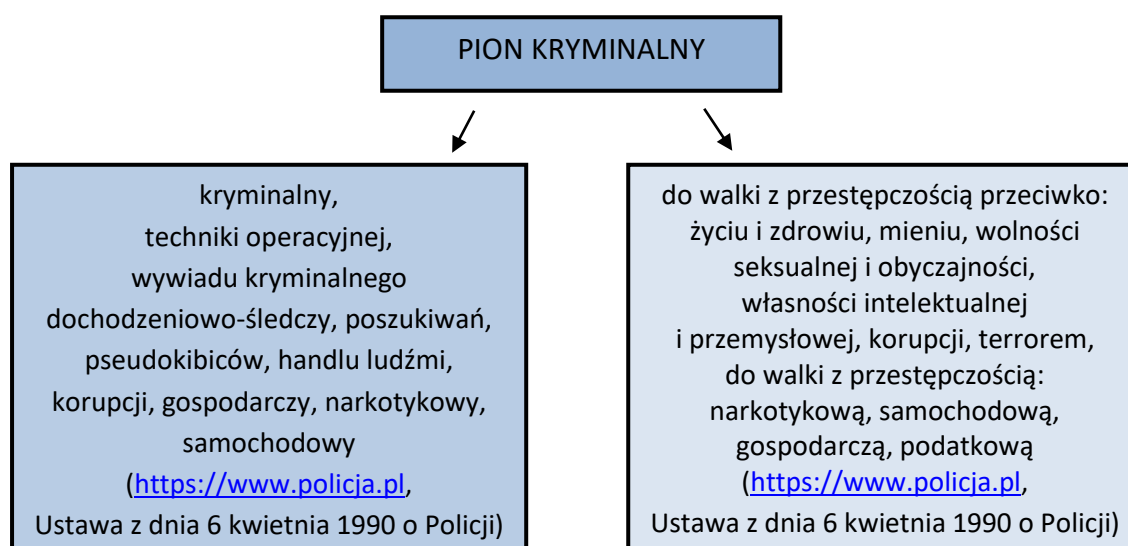 PION KRYMINALNY
kryminalny,
techniki operacyjnej,
wywiadu kryminalnego
dochodzeniowo-śledczy, poszukiwań,
pseudokibiców, handlu ludźmi,
korupcji, gospodarczy, narkotykowy,
samochodowy
(https://www.policja.pl,
Ustawa z dnia 6 kwietnia 1990 o Policji)
do walki z przestępczością przeciwko:
życiu i zdrowiu, mieniu, wolności
seksualnej i obyczajności,
własności intelektualnej
i przemysłowej, korupcji, terrorem,
do walki z przestępczością:
narkotykową, samochodową,
gospodarczą, podatkową
(https://www.policja.pl,
Ustawa z dnia 6 kwietnia 1990 o Policji)